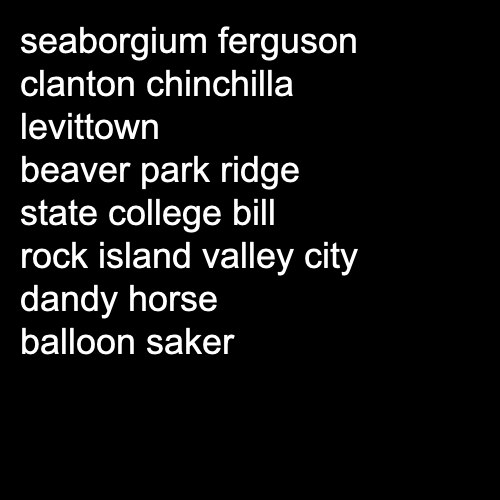 seaborgium ferguson
clanton chinchilla
levittown
beaver park ridge
state college bill
rock island valley city
dandy horse
balloon saker